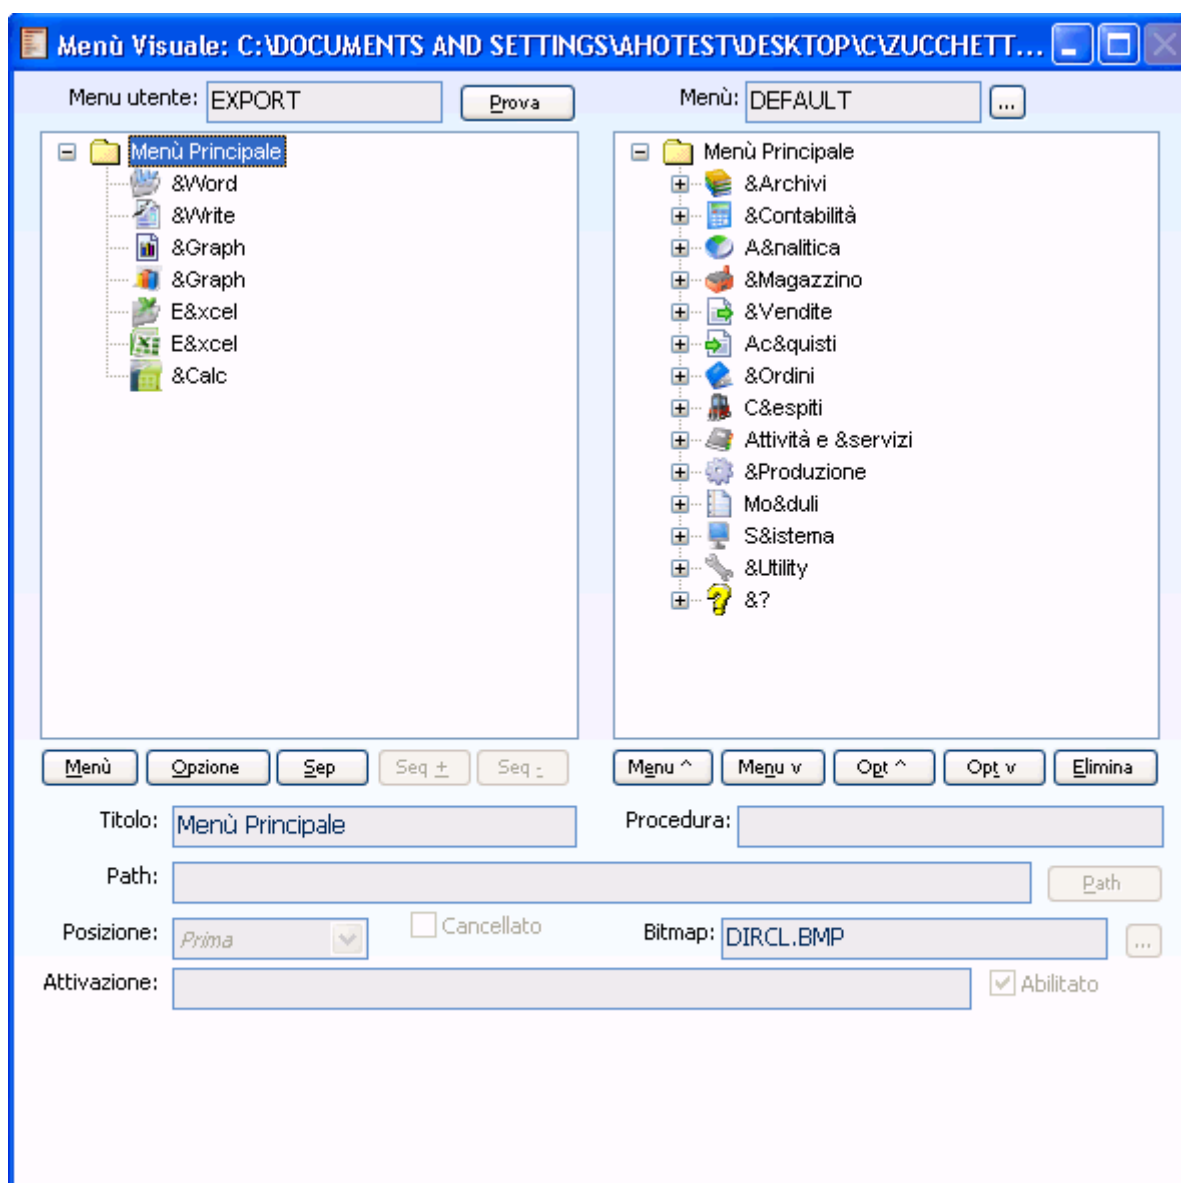 Menù Visuale: C:\DOCUMENTS AND SETTINGS\AHOTEST\DESKTOP\C\ZUCCHETT...
Menu utente: EXPORT Prova Menù: DEFAULT ...
Menù Principale
&Word
&Write
&Graph
&Graph
E&xcel
E&xcel
&Calc
Menù Principale
&Archivi
&Contabilità
A&nalitica
&Magazzino
&Vendite
Ac&quisti
&Ordini
C&espiti
Attività e &servizi
&Produzione
Mo&duli
S&istema
&Utility
&?
Menù Opzione Sep Seq + Seq - Menu ^ Menu v Opt ^ Opt v Elimina
Titolo: Menù Principale Procedura:
Path: Path
Posizione: Prima Cancellato Bitmap: DIRCL.BMP ...
Attivazione: Abilitato